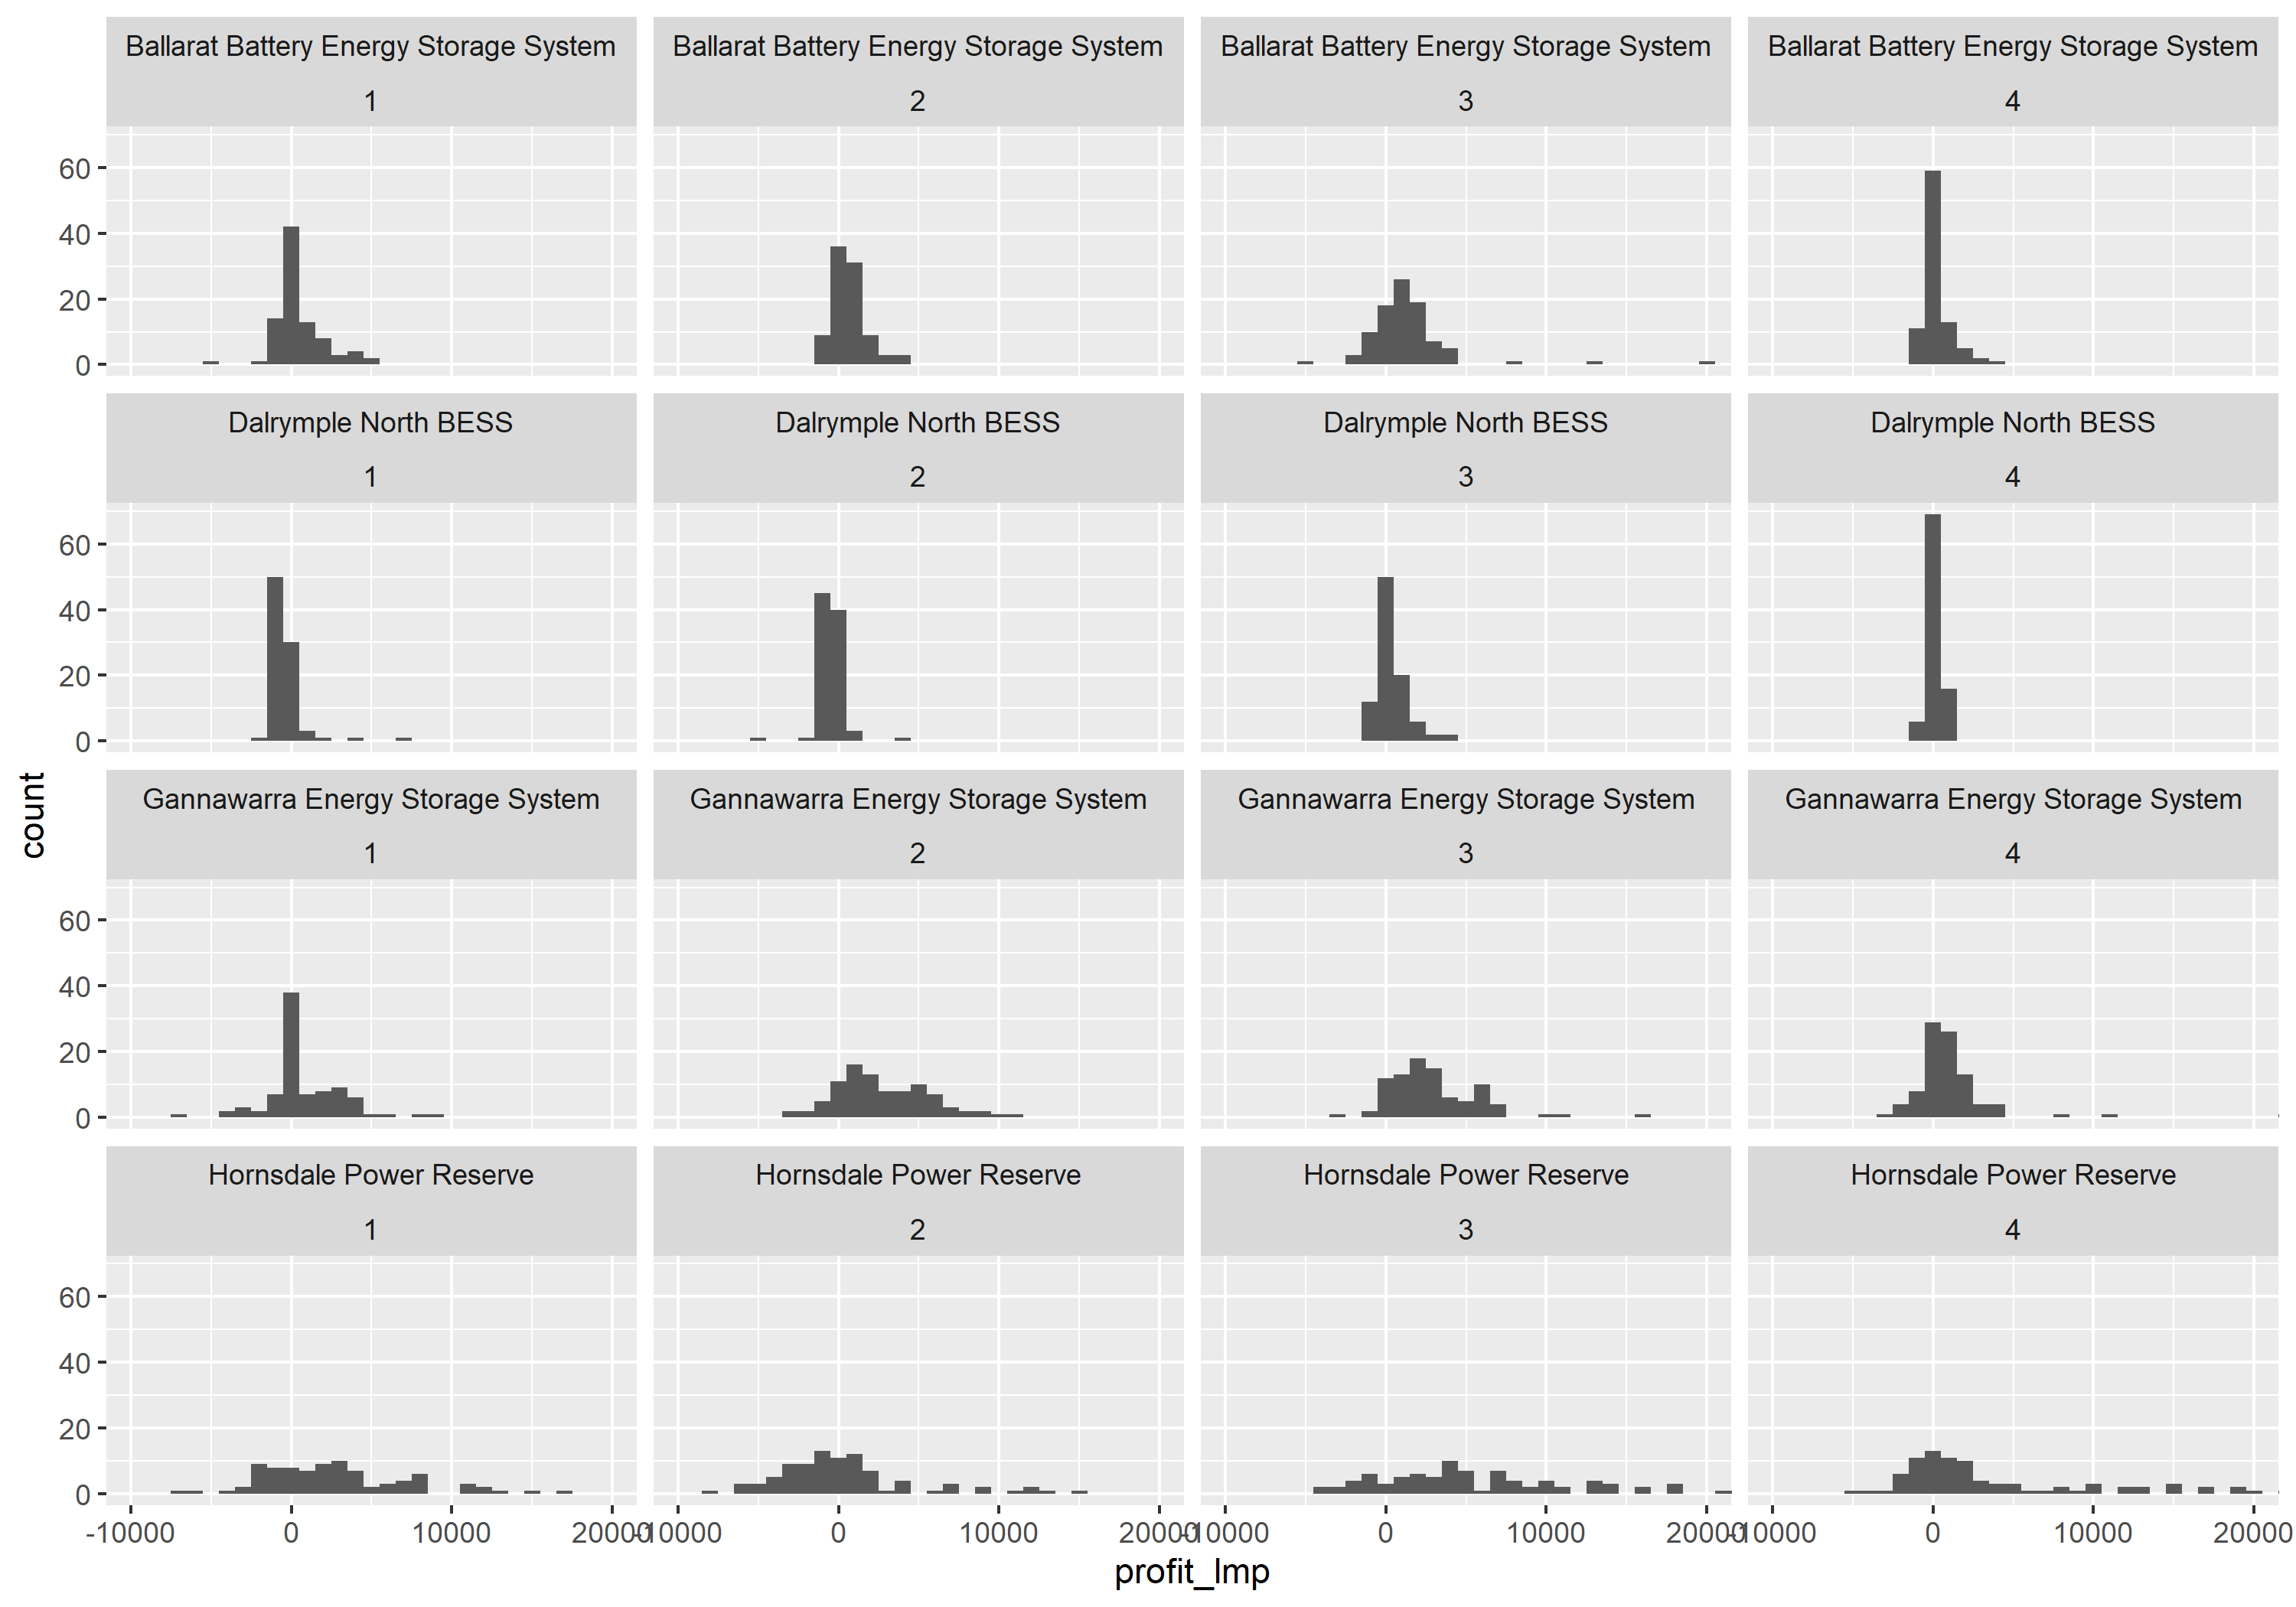 Ballarat Battery Energy Storage System Ballarat Battery Energy Storage System Ballarat Battery Energy Storage System Ballarat Battery Energy Storage System
1 2 3 4
60
40
20
0
Dalrymple North BESS Dalrymple North BESS Dalrymple North BESS Dalrymple North BESS
1 2 3 4
60
40
20
0
Gannawarra Energy Storage System Gannawarra Energy Storage System Gannawarra Energy Storage System Gannawarra Energy Storage System
1 2 3 4
60
40
20
0
Hornsdale Power Reserve Hornsdale Power Reserve Hornsdale Power Reserve Hornsdale Power Reserve
1 2 3 4
60
40
20
0
-10000 0 10000 20000 -10000 0 10000 20000 -10000 0 10000 20000 -10000 0 10000 20000
profit_lmp
count